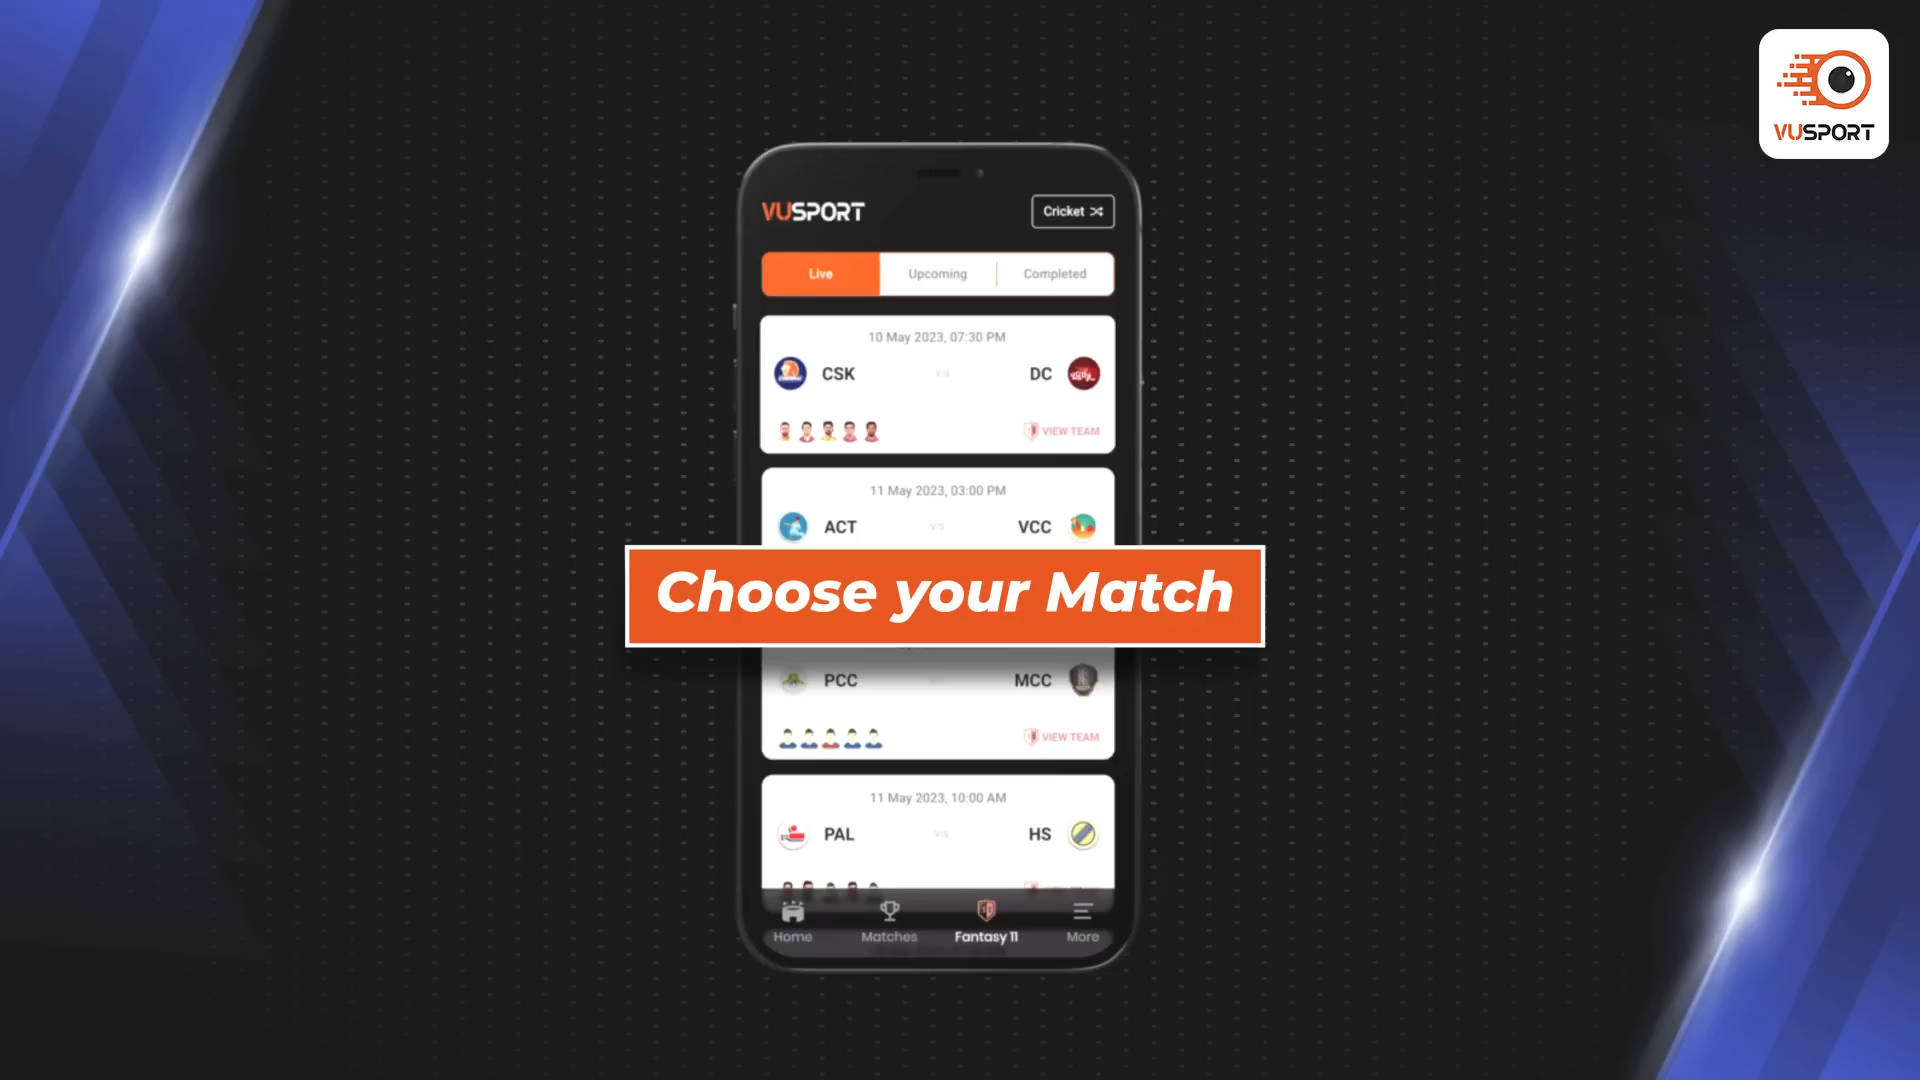 VUSPORT
VUSPORT
Cricket
Live
Upcoming
Completed
10 May 2023, 07:30 PM
CSK
V/S
DC
VIEW TEAM
11 May 2023, 03:00 PM
ACT
V/S
VCC
Choose your Match
PCC
MCC
VIEW TEAM
11 May 2023, 10:00 AM
PAL
V/S
HS
Home
Matches
Fantasy 11
More